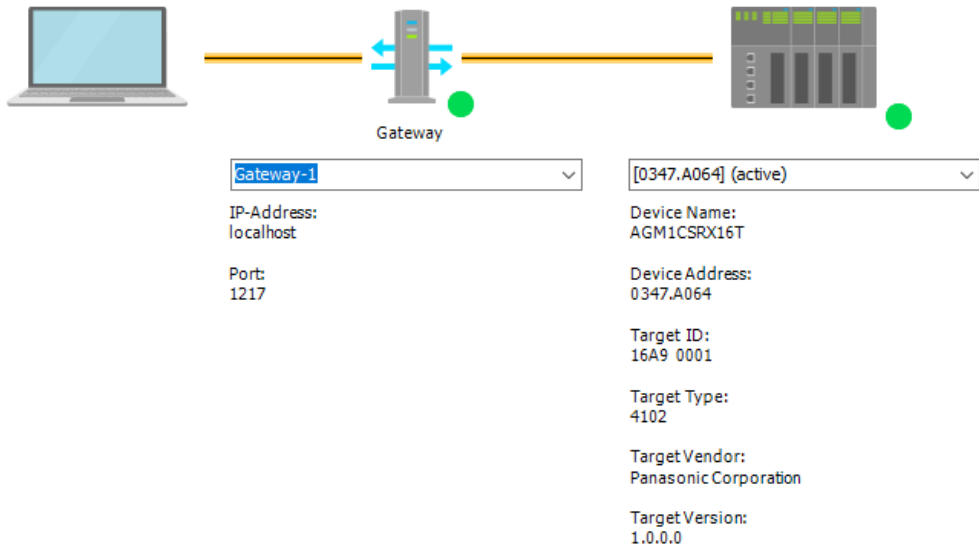 Gateway
Gateway-1
[0347.A064] (active)
IP-Address:
localhost
Port:
1217
Device Name:
AGM1CSRX16T
Device Address:
0347.A064
Target ID:
16A9 0001
Target Type:
4102
Target Vendor:
Panasonic Corporation
Target Version:
1.0.0.0